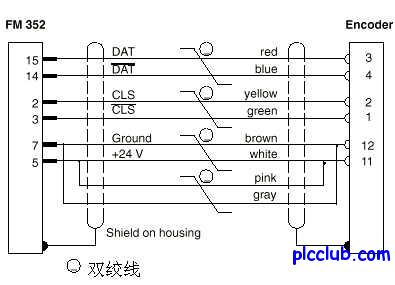 FM 352 Encoder
15 DAT red 3
14 DAT blue 4
2 CLS yellow 2
3 CLS green 1
7 Ground brown 12
5 +24 V white 11
pink
gray
Shield on housing
plcclub.com
双绞线